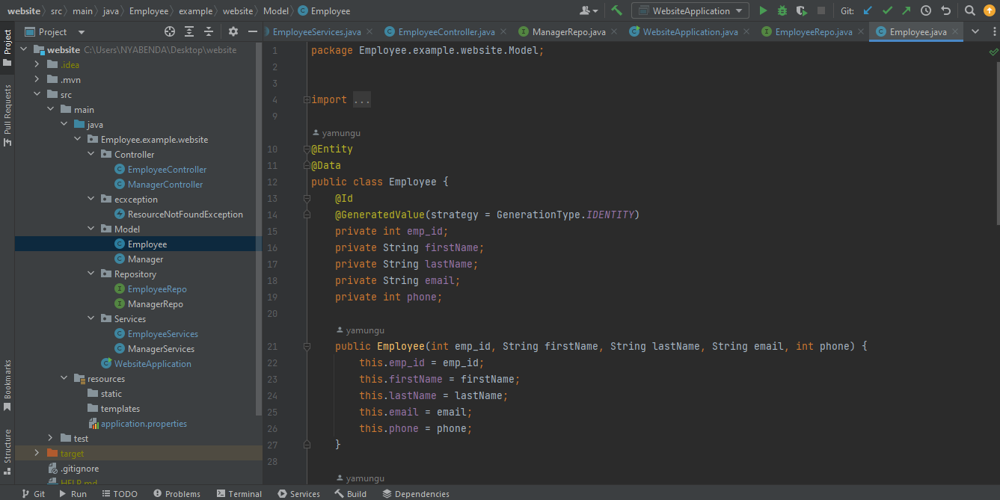 website src main java Employee example website Model Employee
WebsiteApplication Git:
Project
EmployeeServices.java EmployeeController.java ManagerRepo.java WebsiteApplication.java EmployeeRepo.java Employee.java
Project
Pull Requests
Bookmarks
Structure
website C:\Users\NYABENDA\Desktop\website
.idea
.mvn
src
main
java
Employee.example.website
Controller
EmployeeController
ManagerController
ecxception
ResourceNotFoundException
Model
Employee
Manager
Repository
EmployeeRepo
ManagerRepo
Services
EmployeeServices
ManagerServices
WebsiteApplication
resources
static
templates
application.properties
test
target
.gitignore
HELP.md
1 package Employee.example.website.Model;
2
3
4 import ...
9
yamungu
10 @Entity
11 @Data
12 public class Employee {
13 @Id
14 @GeneratedValue(strategy = GenerationType.IDENTITY)
15 private int emp_id;
16 private String firstName;
17 private String lastName;
18 private String email;
19 private int phone;
20
yamungu
21 public Employee(int emp_id, String firstName, String lastName, String email, int phone) {
22 this.emp_id = emp_id;
23 this.firstName = firstName;
24 this.lastName = lastName;
25 this.email = email;
26 this.phone = phone;
27 }
28
yamungu
Git Run TODO Problems Terminal Services Build Dependencies